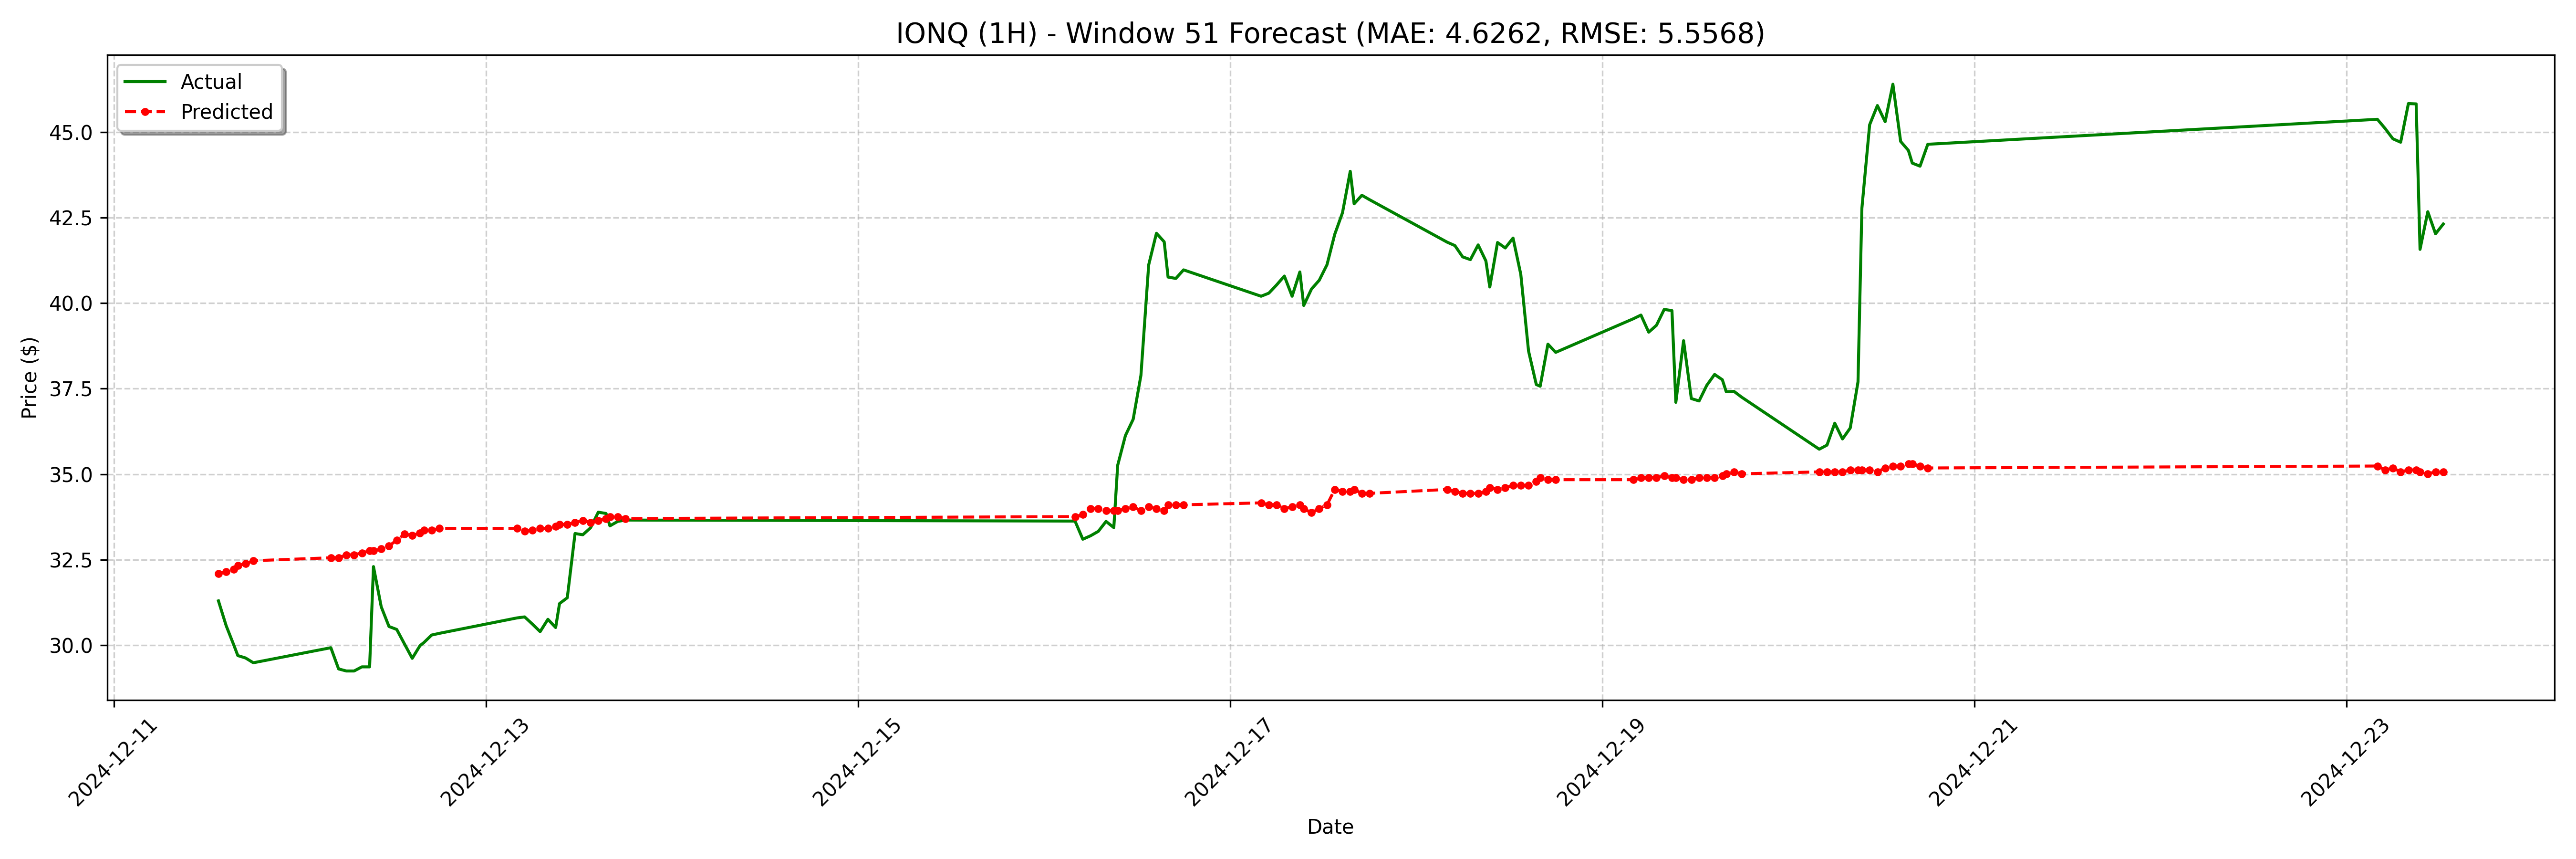 IONQ (1H) - Window 51 Forecast (MAE: 4.6262, RMSE: 5.5568)
Actual
Predicted
Price ($)
45.0
42.5
40.0
37.5
35.0
32.5
30.0
2024-12-11
2024-12-13
2024-12-15
2024-12-17
2024-12-19
2024-12-21
2024-12-23
Date